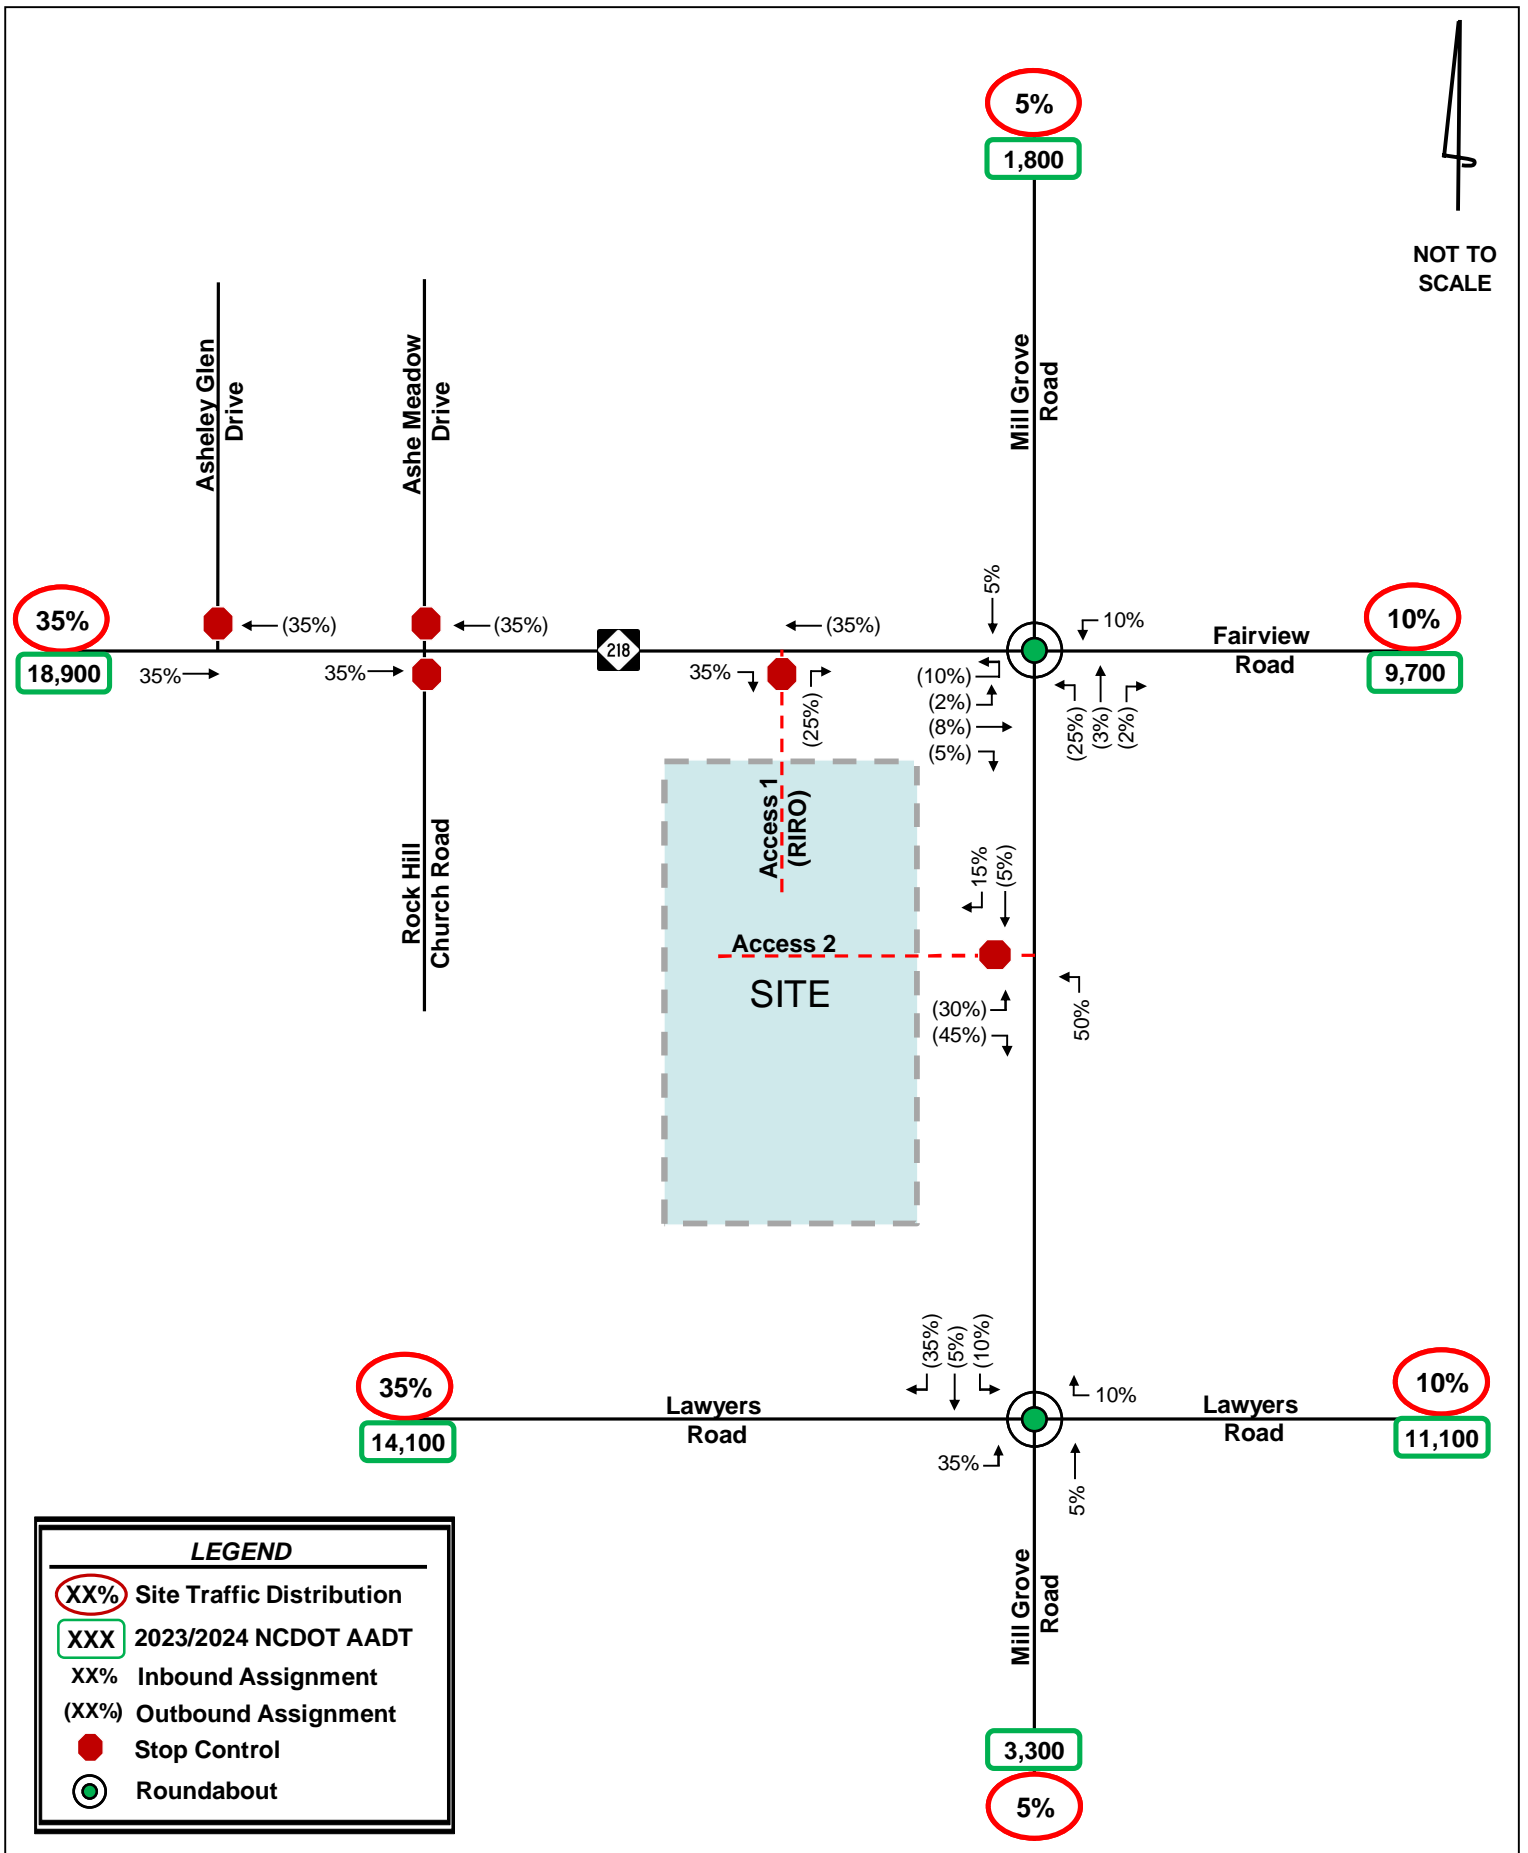 5%
1,800
NOT TO
SCALE
Mill Grove
Road
Asheley Glen
Drive
Ashe Meadow
Drive
5%
10%
35%
(35%)
(35%)
(35%)
218
Fairview
Road
10%
18,900
35%
35%
35%
(25%)
(10%)
(2%)
(8%)
(5%)
(25%)
(3%)
(2%)
9,700
Access 1
(RIRO)
Rock Hill
Church Road
15%
(5%)
Access 2
SITE
(30%)
(45%)
50%
(35%)
(5%)
(10%)
35%
14,100
Lawyers
Road
10%
Lawyers
Road
10%
11,100
35%
5%
Mill Grove
Road
3,300
5%
LEGEND
XX% Site Traffic Distribution
XXX 2023/2024 NCDOT AADT
XX% Inbound Assignment
(XX%) Outbound Assignment
Stop Control
Roundabout